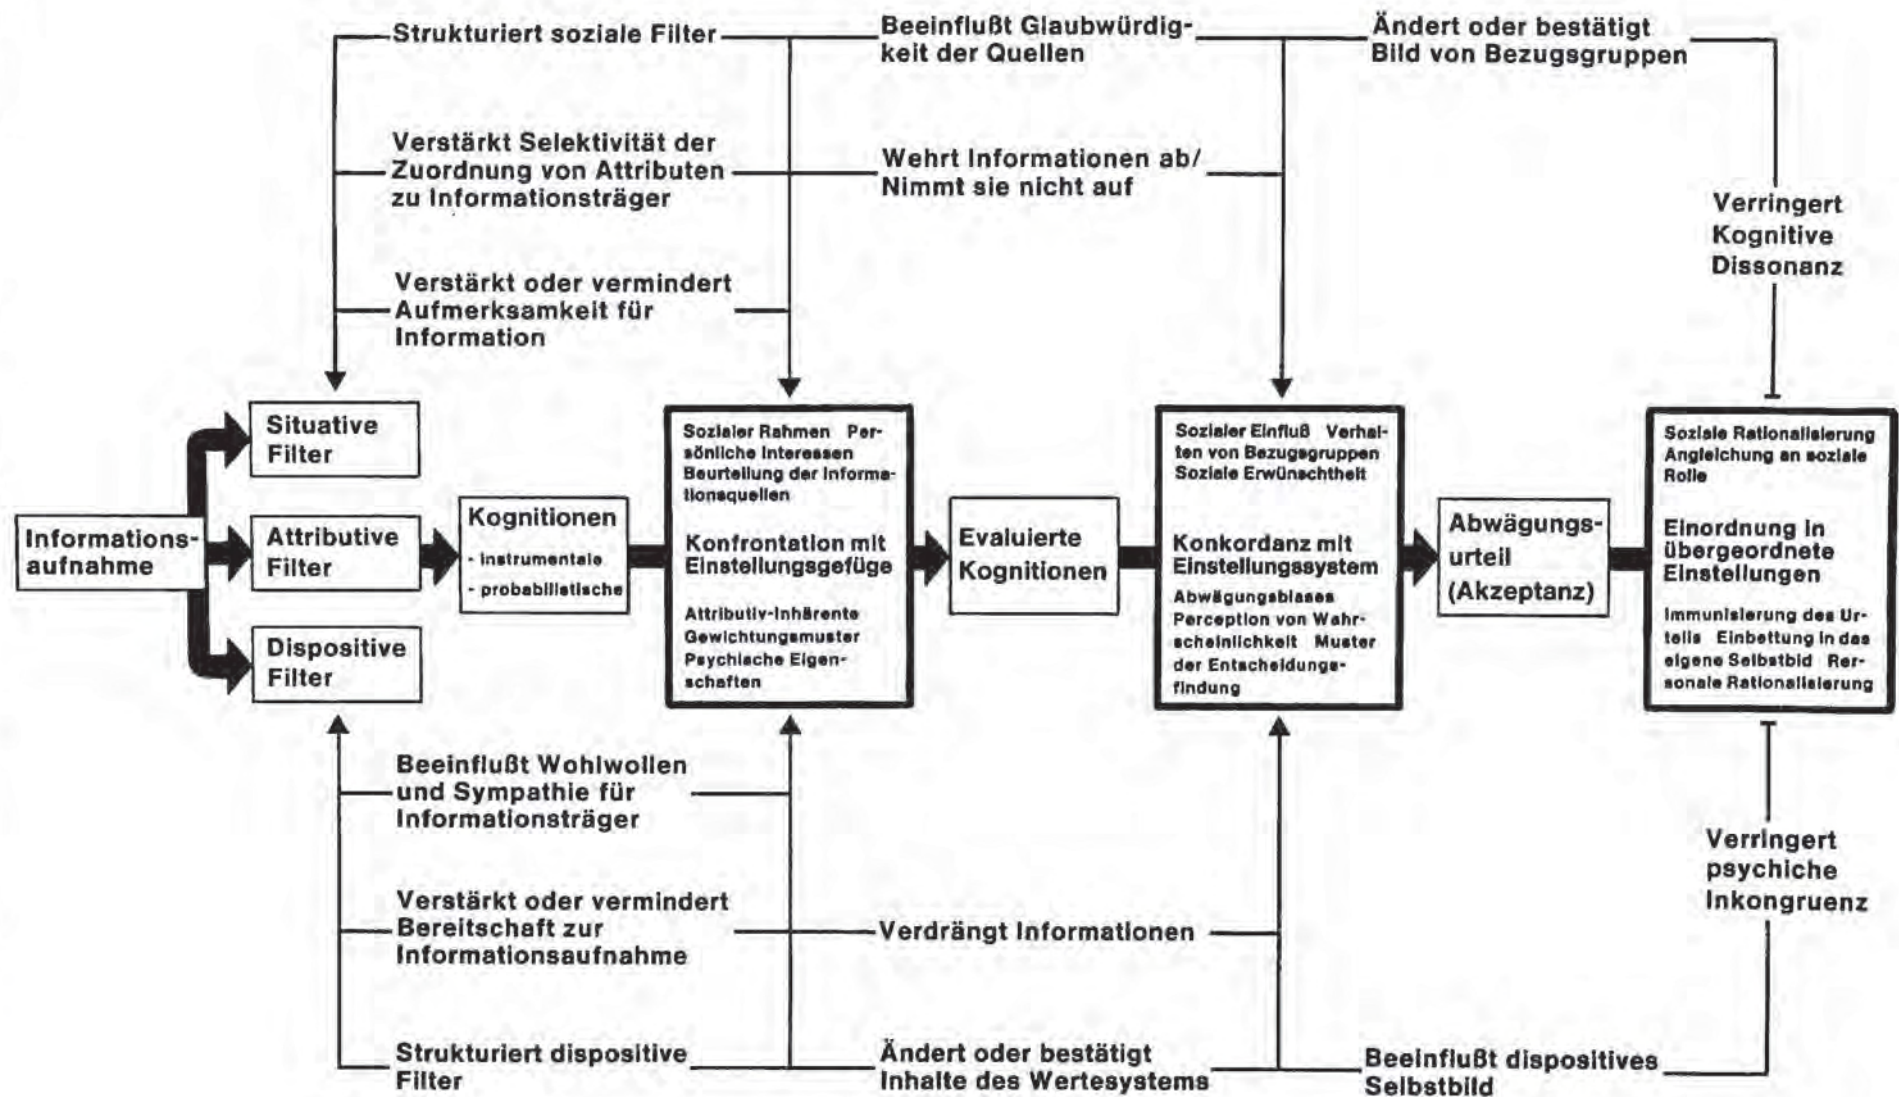 Strukturiert soziale Filter
Beeinflußt Glaubwürdig-
keit der Quellen
Ändert oder bestätigt
Bild von Bezugsgruppen
Verstärkt Selektivität der
Zuordnung von Attributen
zu Informationsträger
Wehrt Informationen ab/
Nimmt sie nicht auf
Verringert
Kognitive
Dissonanz
Verstärkt oder vermindert
Aufmerksamkeit für
Information
Informations-
aufnahme
Situative
Filter
Attributive
Filter
Dispositive
Filter
Kognitionen
- instrumentale
- probabilistische
Sozialer Rahmen Per-
sönliche Interessen
Beurteilung der Informa-
tionsquellen
Konfrontation mit
Einstellungsgefüge
Attributiv-Inhärente
Gewichtungsmuster
Psychische Eigen-
schaften
Evaluierte
Kognitionen
Sozialer Einfluß Verhal-
ten von Bezugsgruppen
Soziale Erwünschtheit
Konkordanz mit
Einstellungssystem
Abwägungsbiases
Perception von Wahr-
scheinlichkeit Muster
der Entscheidungs-
findung
Abwägungs-
urteil
(Akzeptanz)
Soziale Rationalisierung
Angleichung an soziale
Rolle
Einordnung in
übergeordnete
Einstellungen
Immunisierung des Ur-
teils Einbettung in das
eigene Selbstbid Rer-
sonale Rationalisierung
Beeinflußt Wohlwollen
und Sympathie für
Informationsträger
Verstärkt oder vermindert
Bereitschaft zur
Informationsaufnahme
Verdrängt Informationen
Verringert
psychiche
Inkongruenz
Strukturiert dispositive
Filter
Ändert oder bestätigt
Inhalte des Wertesystems
Beeinflußt dispositives
Selbstbild